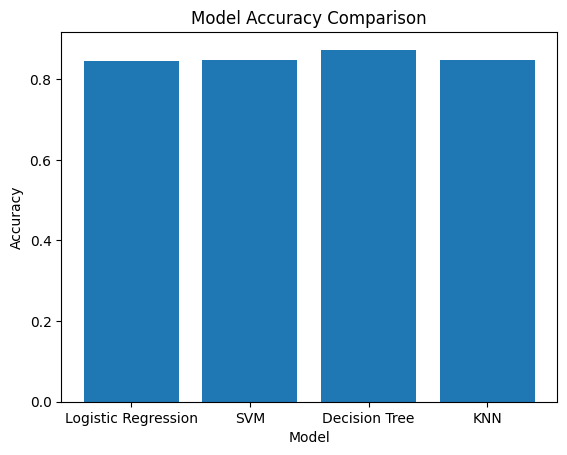 Model Accuracy Comparison
Accuracy
0.8
0.6
0.4
0.2
0.0
Logistic Regression SVM Decision Tree KNN
Model